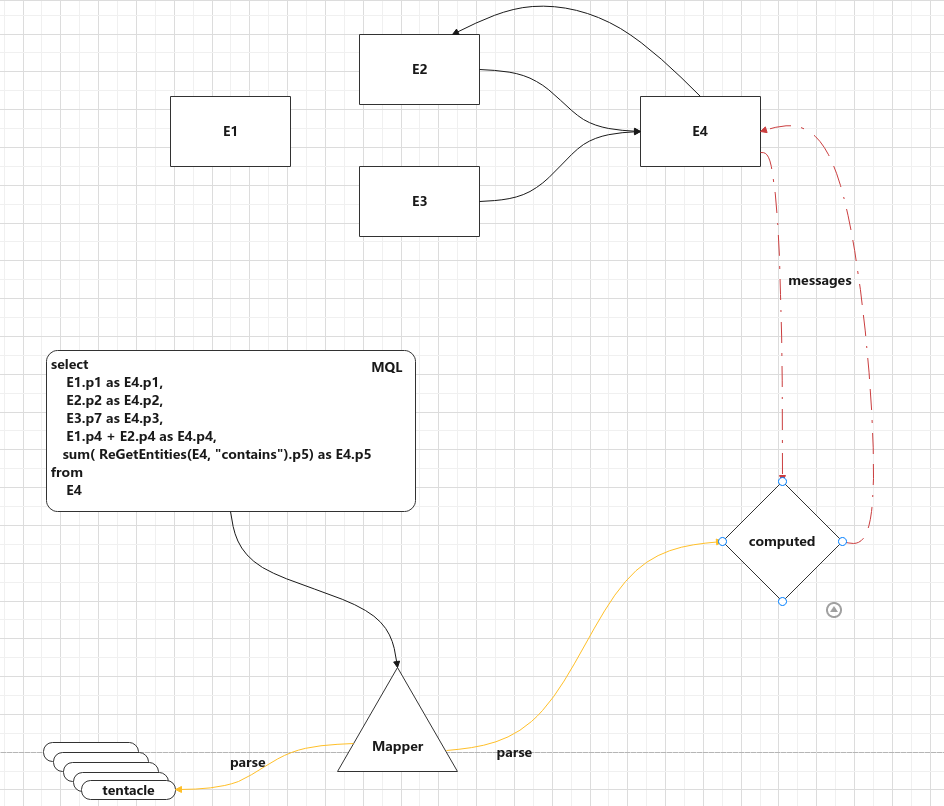 E2
E1
E4
E3
messages
MQL
select
E1.p1 as E4.p1,
E2.p2 as E4.p2,
E3.p7 as E4.p3,
E1.p4 + E2.p4 as E4.p4,
sum( ReGetEntities(E4, "contains").p5) as E4.p5
from
E4
computed
Mapper
parse
parse
tentacle